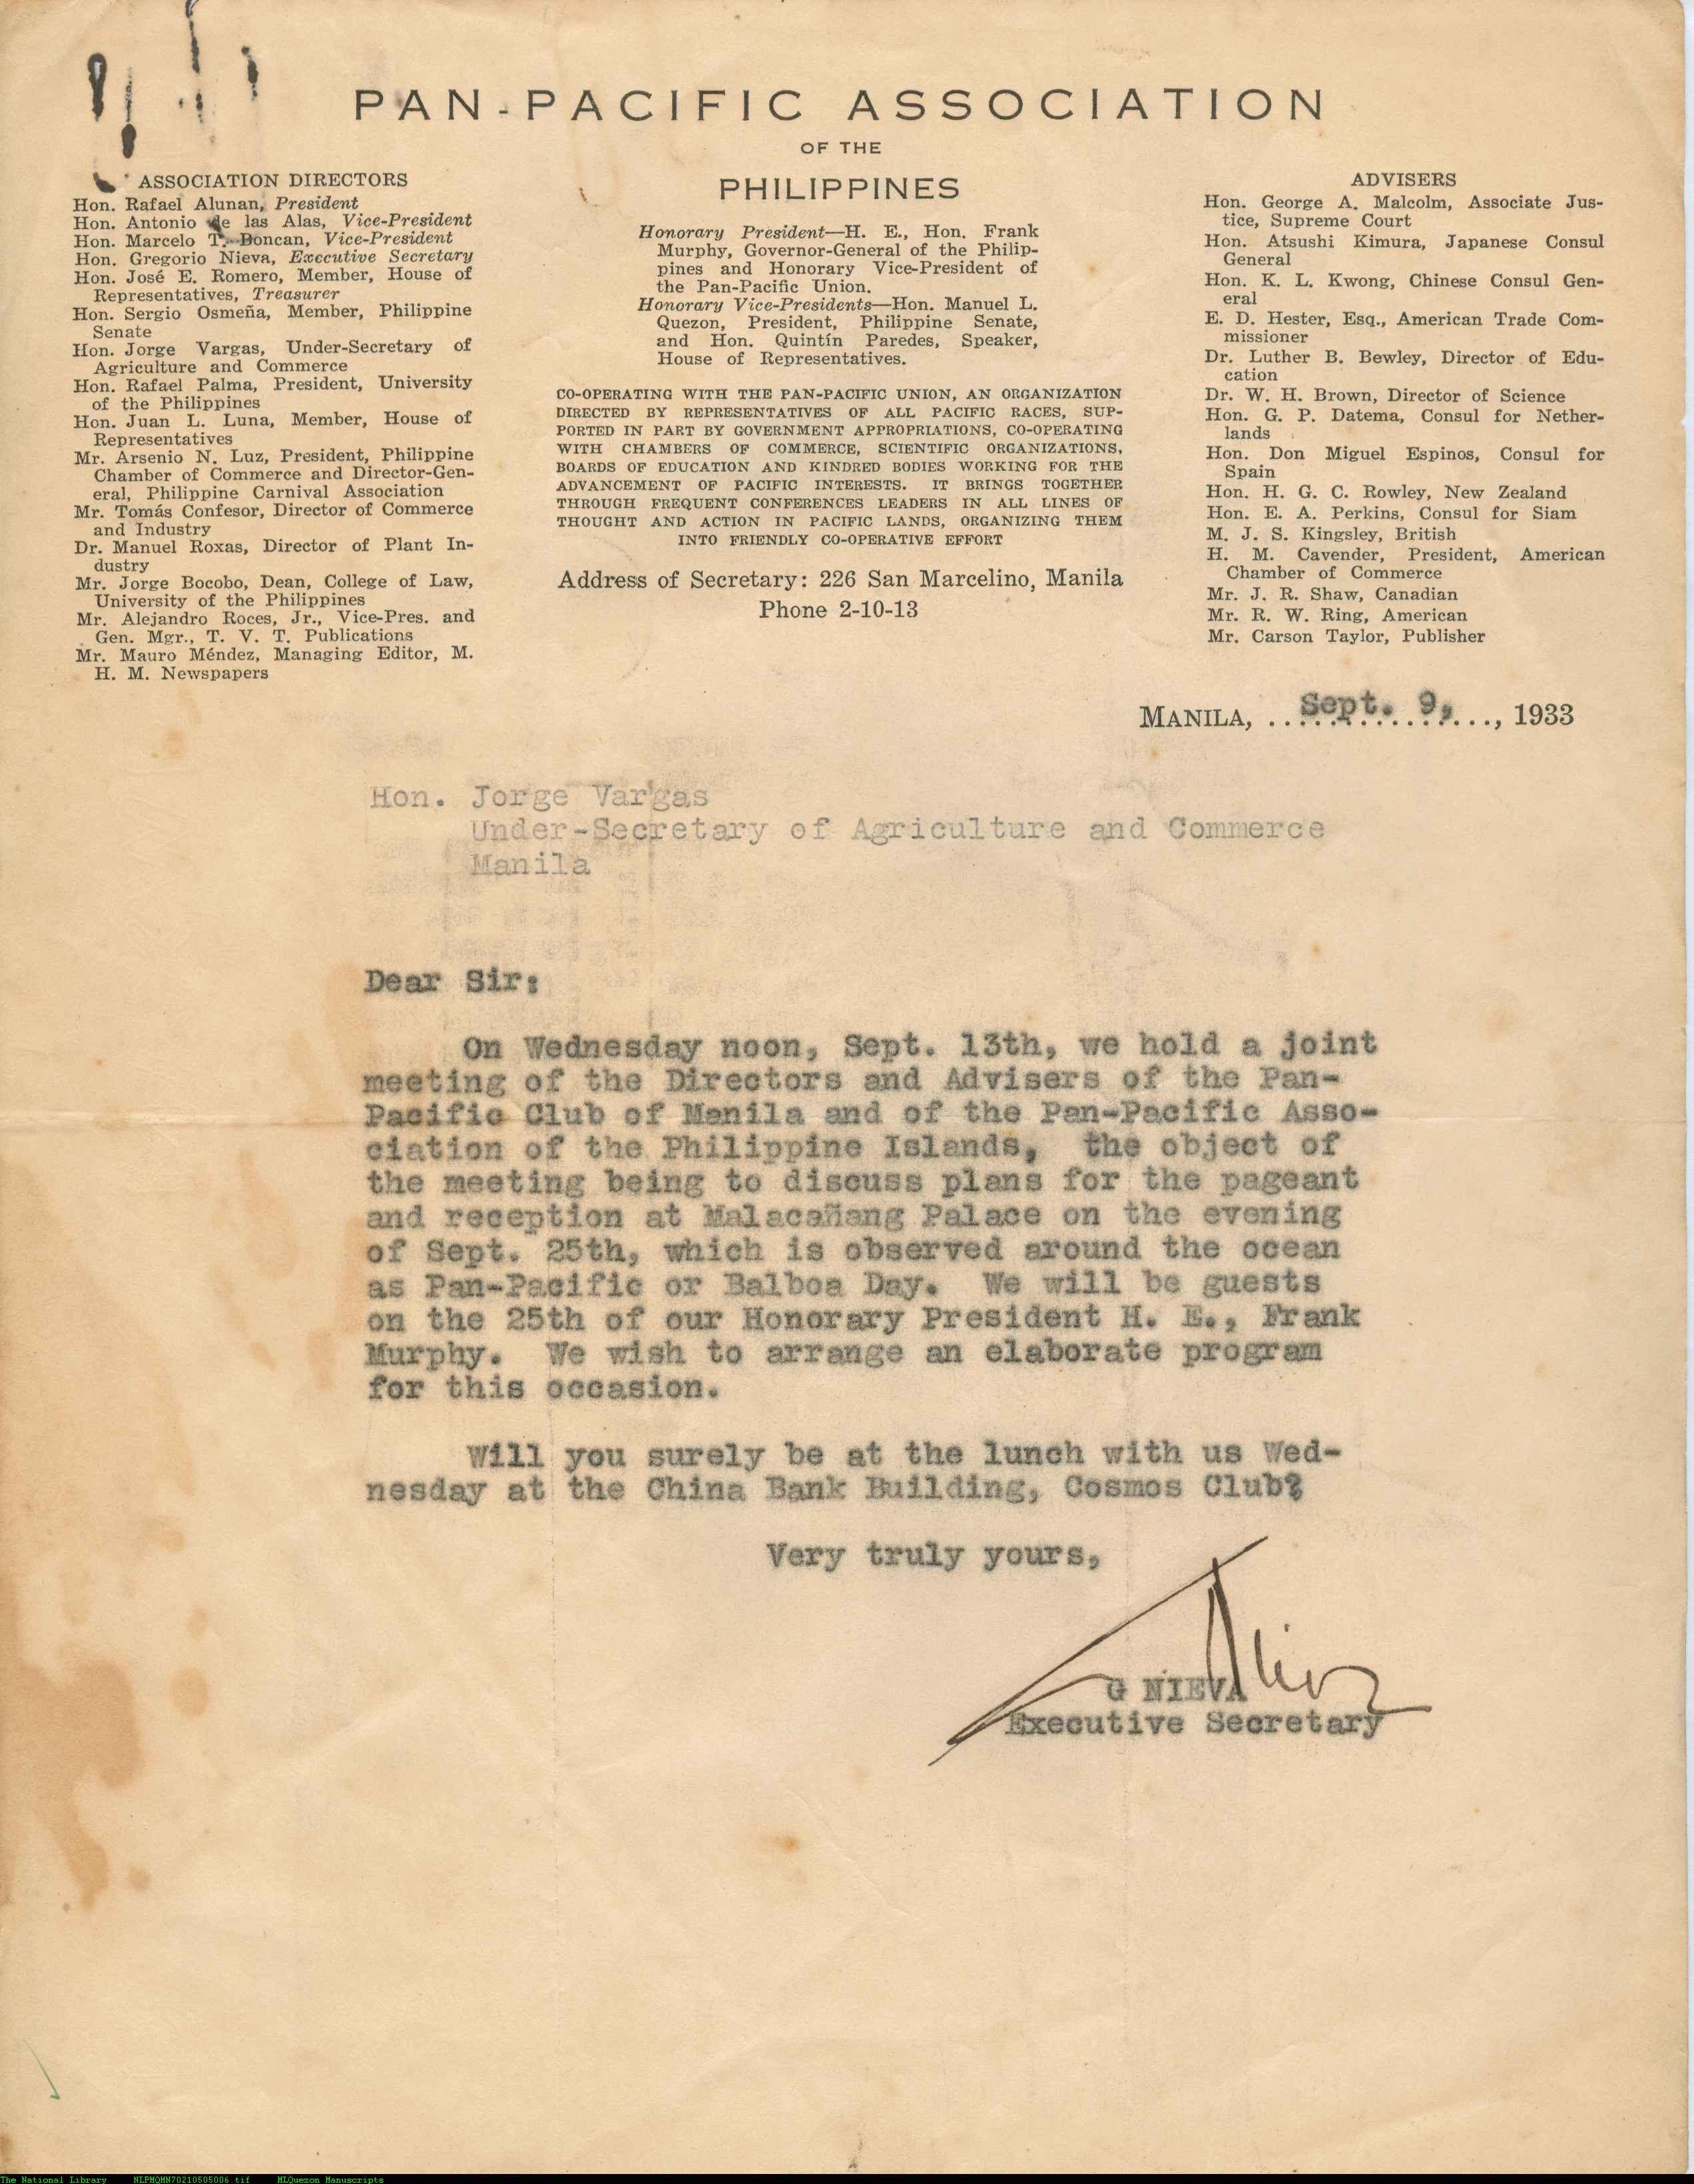 PAN-PACIFIC ASSOCIATION
OF THE
PHILIPPINES
ASSOCIATION DIRECTORS
Hon. Rafael Alunan, President
Hon. Antonio de las Alas, Vice-President
Hon. Marcelo T. Boncan, Vice-President
Hon. Gregorio Nieva, Executive Secretary
Hon. José E. Romero, Member, House of
Representatives, Treasurer
Hon. Sergio Osmeña, Member, Philippine
Senate
Hon. Jorge Vargas, Under-Secretary of
Agriculture and Commerce
Hon. Rafael Palma, President, University
of the Philippines
Hon. Juan L. Luna, Member, House of
Representatives
Mr. Arsenio N. Luz, President, Philippine
Chamber of Commerce and Director-Gen-
eral, Philippine Carnival Association
Mr. Tomás Confesor, Director of Commerce
and Industry
Dr. Manuel Roxas, Director of Plant In-
dustry
Mr. Jorge Bocobo, Dean, College of Law,
University of the Philippines
Mr. Alejandro Roces, Jr., Vice-Pres. and
Gen. Mgr., T. V. T. Publications
Mr. Mauro Méndez, Managing Editor, M.
H. M. Newspapers
Honorary President—H. E., Hon. Frank
Murphy, Governor-General of the Philip-
pines and Honorary Vice-President of
the Pan-Pacific Union.
Honorary Vice-Presidents—Hon. Manuel L.
Quezon, President, Philippine Senate,
and Hon. Quintín Paredes, Speaker,
House of Representatives.
CO-OPERATING WITH THE PAN-PACIFIC UNION, AN ORGANIZATION
DIRECTED BY REPRESENTATIVES OF ALL PACIFIC RACES, SUP-
PORTED IN PART BY GOVERNMENT APPROPRIATIONS, CO-OPERATING
WITH CHAMBERS OF COMMERCE, SCIENTIFIC ORGANIZATIONS,
BOARDS OF EDUCATION AND KINDRED BODIES WORKING FOR THE
ADVANCEMENT OF PACIFIC INTERESTS. IT BRINGS TOGETHER
THROUGH FREQUENT CONFERENCES LEADERS IN ALL LINES OF
THOUGHT AND ACTION IN PACIFIC LANDS, ORGANIZING THEM
INTO FRIENDLY CO-OPERATIVE EFFORT
Address of Secretary: 226 San Marcelino, Manila
Phone 2-10-13
ADVISERS
Hon. George A. Malcolm, Associate Jus-
tice, Supreme Court
Hon. Atsushi Kimura, Japanese Consul
General
Hon. K. L. Kwong, Chinese Consul Gen-
eral
E. D. Hester, Esq., American Trade Com-
missioner
Dr. Luther B. Bewley, Director of Edu-
cation
Dr. W. H. Brown, Director of Science
Hon. G. P. Datema, Consul for Nether-
lands
Hon. Don Miguel Espinos, Consul for
Spain
Hon. H. G. C. Rowley, New Zealand
Hon. E. A. Perkins, Consul for Siam
M. J. S. Kingsley, British
H. M. Cavender, President, American
Chamber of Commerce
Mr. J. R. Shaw, Canadian
Mr. R. W. Ring, American
Mr. Carson Taylor, Publisher
MANILA, Sept. 9, , 1933
Hon. Jorge Vargas
Under-Secretary of Agriculture and Commerce
Manila
Dear Sir:
On Wednesday noon, Sept. 13th, we hold a joint
meeting of the Directors and Advisers of the Pan-
Pacific Club of Manila and of the Pan-Pacific Asso-
ciation of the Philippine Islands, the object of
the meeting being to discuss plans for the pageant
and reception at Malacañang Palace on the evening
of Sept. 25th, which is observed around the ocean
as Pan-Pacific or Balboa Day. We will be guests
on the 25th of our Honorary President H. E., Frank
Murphy. We wish to arrange an elaborate program
for this occasion.
Will you surely be at the lunch with us Wed-
nesday at the China Bank Building, Cosmos Club?
Very truly yours,
G NIEVA
Executive Secretary
The National Library NLPMQMN70210505006.tif MLQuezon Manuscripts